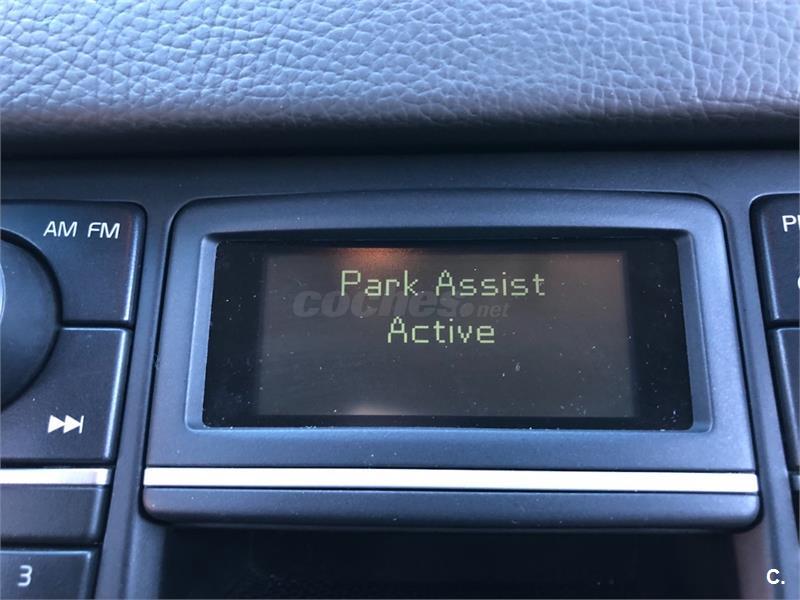 AM FM
Park Assist
coches.net
Active
3
C.